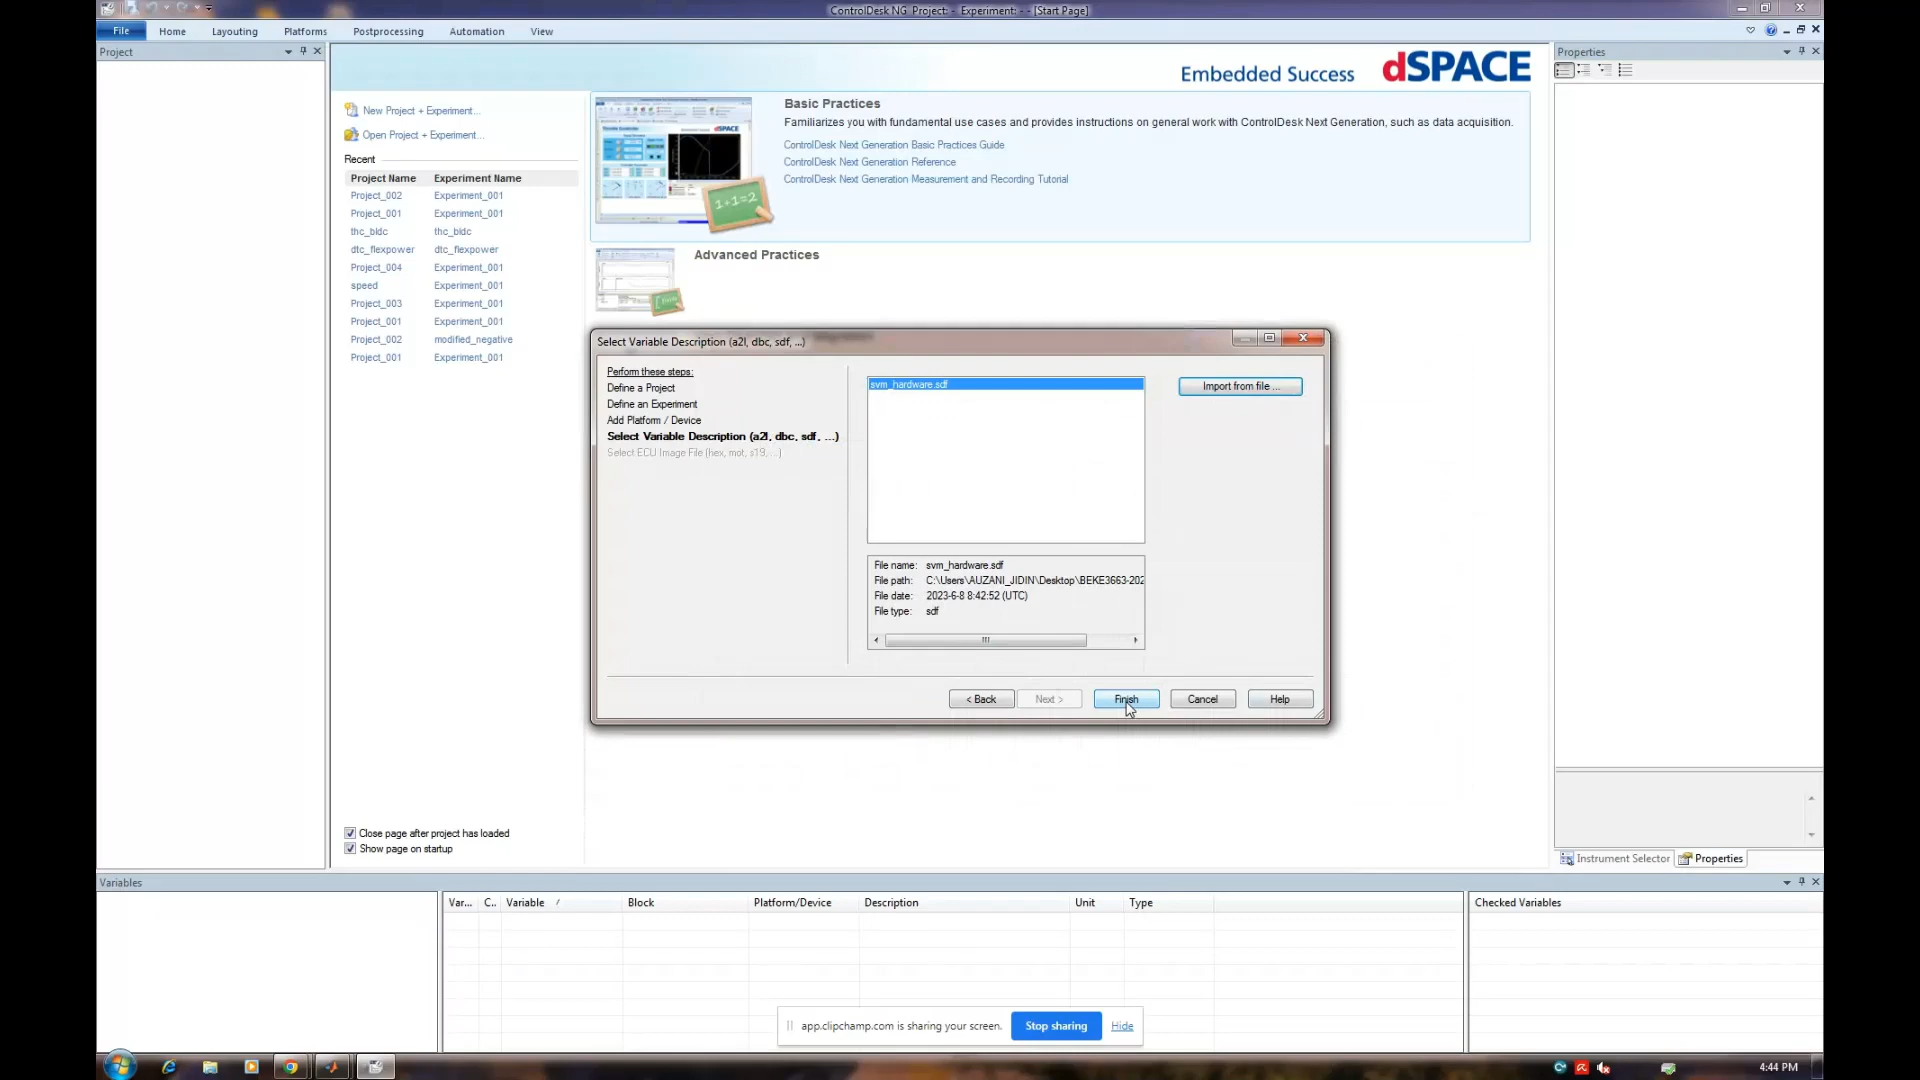 ControlDesk NG Project: - Experiment: - - [Start Page]
File
Home
Layouting
Platforms
Postprocessing
Automation
View
Project
Properties
Embedded Success dSPACE
New Project + Experiment...
Open Project + Experiment...
Recent
Project Name Experiment Name
Project_002 Experiment_001
Project_001 Experiment_001
thc_bldc thc_bldc
dtc_flexpower dtc_flexpower
Project_004 Experiment_001
speed Experiment_001
Project_003 Experiment_001
Project_001 Experiment_001
Project_002 modified_negative
Project_001 Experiment_001
Basic Practices
Familiarizes you with fundamental use cases and provides instructions on general work with ControlDesk Next Generation, such as data acquisition.
ControlDesk Next Generation Basic Practices Guide
ControlDesk Next Generation Reference
ControlDesk Next Generation Measurement and Recording Tutorial
1+1=2
Advanced Practices
Select Variable Description (a2l, dbc, sdf, ...)
Perform these steps:
Define a Project
Define an Experiment
Add Platform / Device
Select Variable Description (a2l, dbc, sdf, ...)
Select ECU Image File (hex, mot, s19, ...)
svm_hardware.sdf
Import from file ...
File name: svm_hardware.sdf
File path: C:\Users\AUZANI_JIDIN\Desktop\BEKE3663-202
File date: 2023-6-8 8:42:52 (UTC)
File type: sdf
< Back
Next >
Finish
Cancel
Help
Close page after project has loaded
Show page on startup
Instrument Selector
Properties
Variables
Var... C.. Variable / Block Platform/Device Description Unit Type
Checked Variables
app.clipchamp.com is sharing your screen.
Stop sharing
Hide
4:44 PM